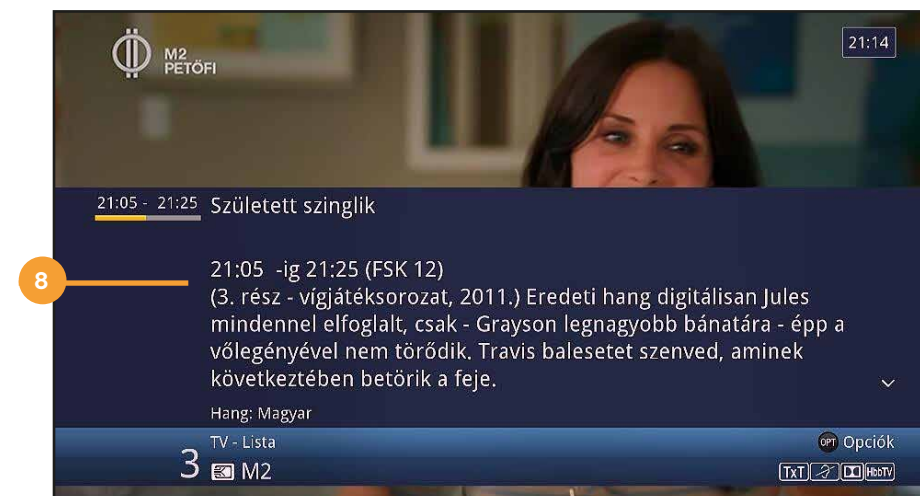 M2
PETŐFI
21:14
21:05 - 21:25 Született szinglik
8
21:05 -ig 21:25 (FSK 12)
(3. rész - vígjátéksorozat, 2011.) Eredeti hang digitálisan Jules
mindennel elfoglalt, csak - Grayson legnagyobb bánatára - épp a
vőlegényével nem törődik. Travis balesetet szenved, aminek
következtében betörik a feje.
Hang: Magyar
TV - Lista
OPT Opciók
3 M2
TxT HbbTV